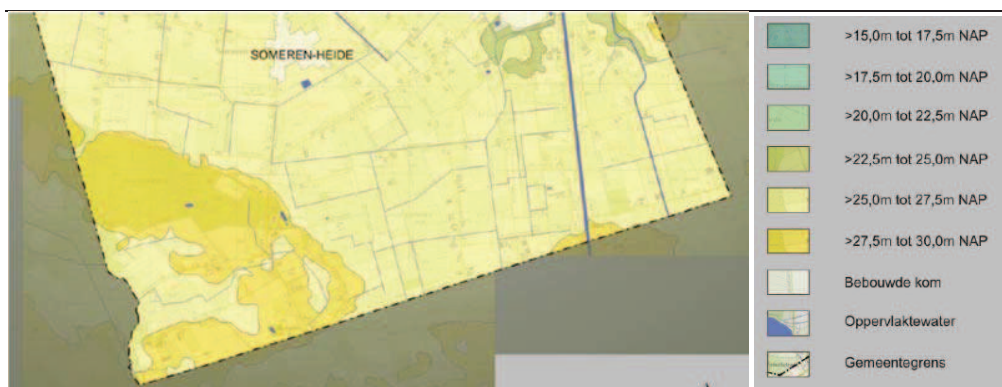 SOMEREN-HEIDE
>15,0m tot 17,5m NAP
>17,5m tot 20,0m NAP
>20,0m tot 22,5m NAP
>22,5m tot 25,0m NAP
>25,0m tot 27,5m NAP
>27,5m tot 30,0m NAP
Bebouwde kom
Oppervlaktewater
Gemeentegrens